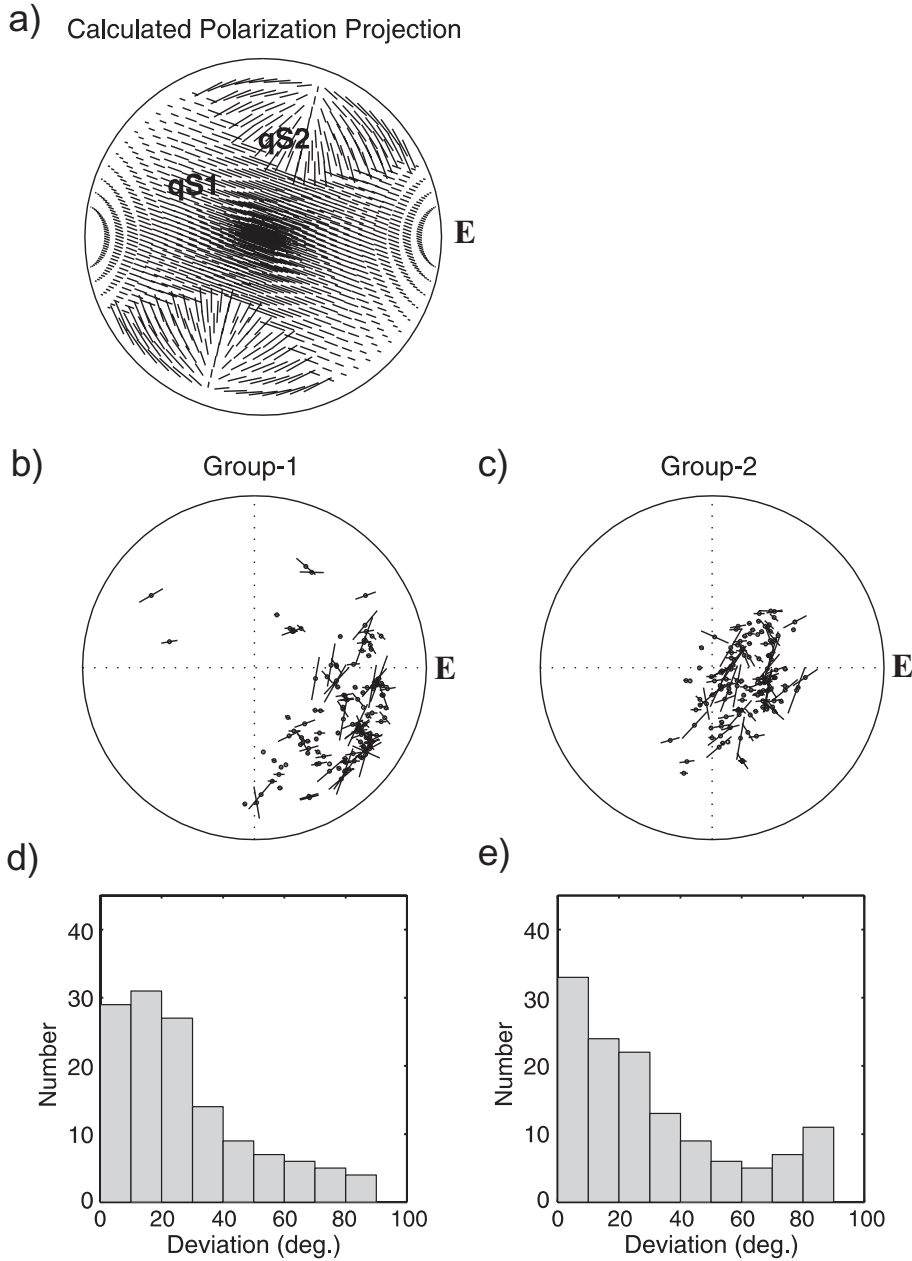 a) Calculated Polarization Projection
qS2
qS1
E
b) Group-1
E
c) Group-2
E
d)
Number
40
30
20
10
0
0 20 40 60 80 100
Deviation (deg.)
e)
Number
40
30
20
10
0
0 20 40 60 80 100
Deviation (deg.)